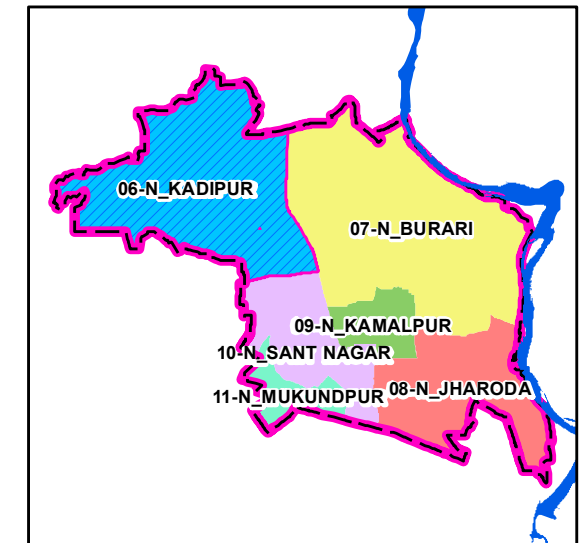 06-N_KADIPUR
07-N_BURARI
09-N_KAMALPUR
10-N_SANT NAGAR
11-N_MUKUNDPUR
08-N_JHARODA